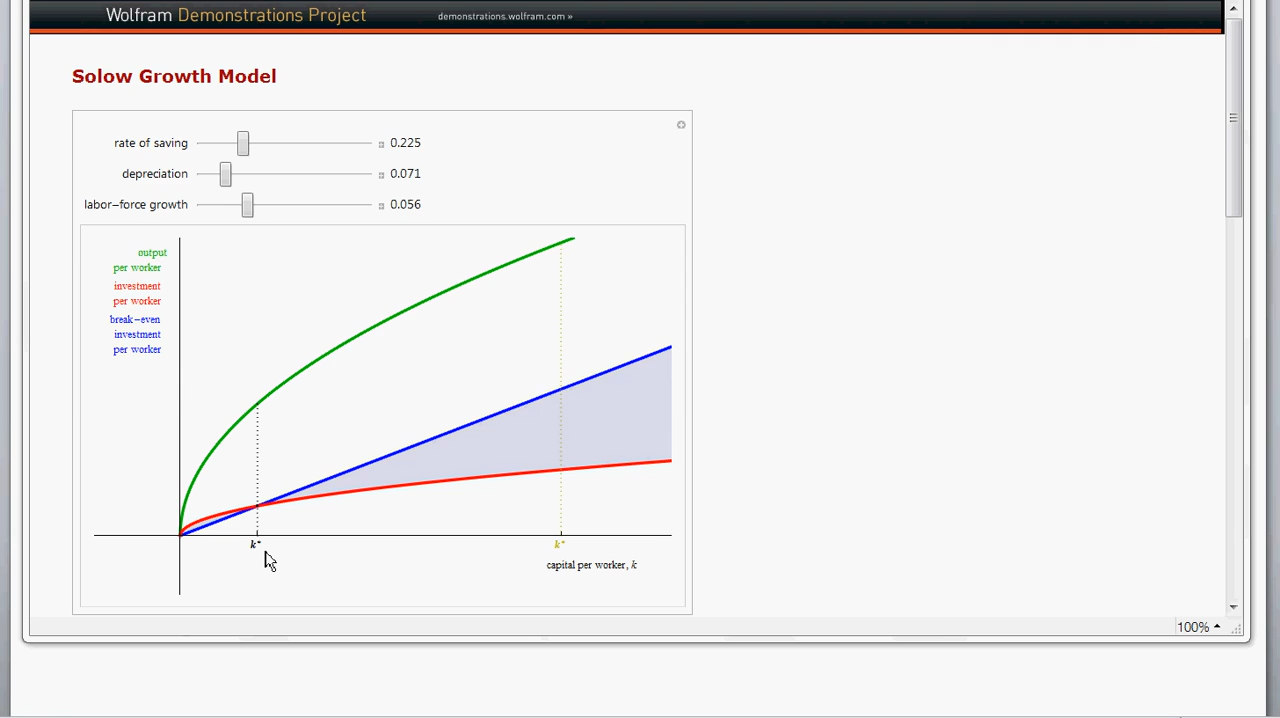 Wolfram Demonstrations Project
demonstrations.wolfram.com »
Solow Growth Model
rate of saving 0.225
depreciation 0.071
labor–force growth 0.056
output
per worker
investment
per worker
break–even
investment
per worker
k*
k*
capital per worker, k
100%